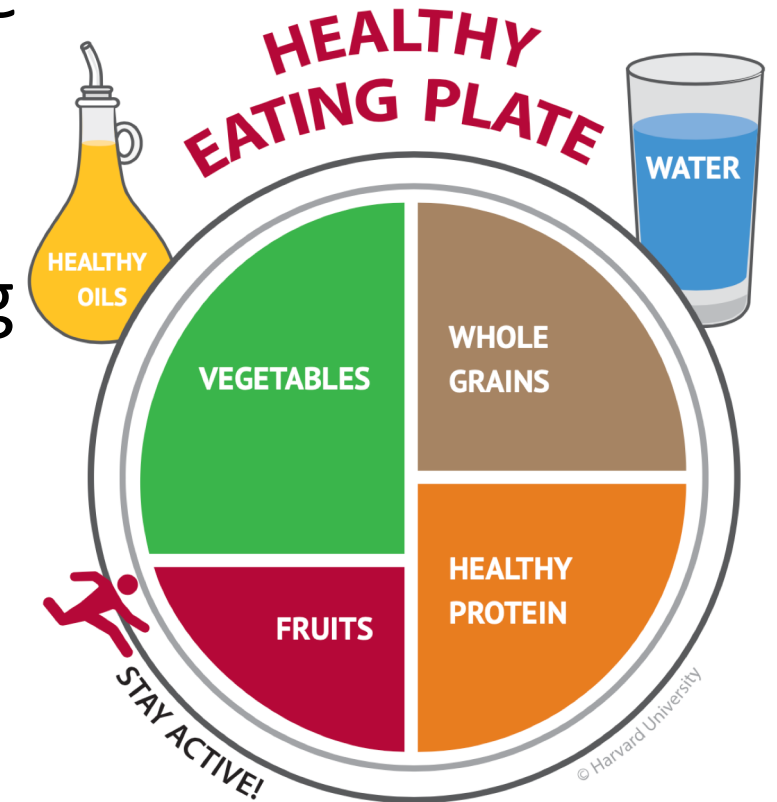 HEALTHY
EATING PLATE
HEALTHY
OILS
WATER
g
VEGETABLES
WHOLE
GRAINS
HEALTHY
PROTEIN
FRUITS
STAY ACTIVE!
© Harvard University